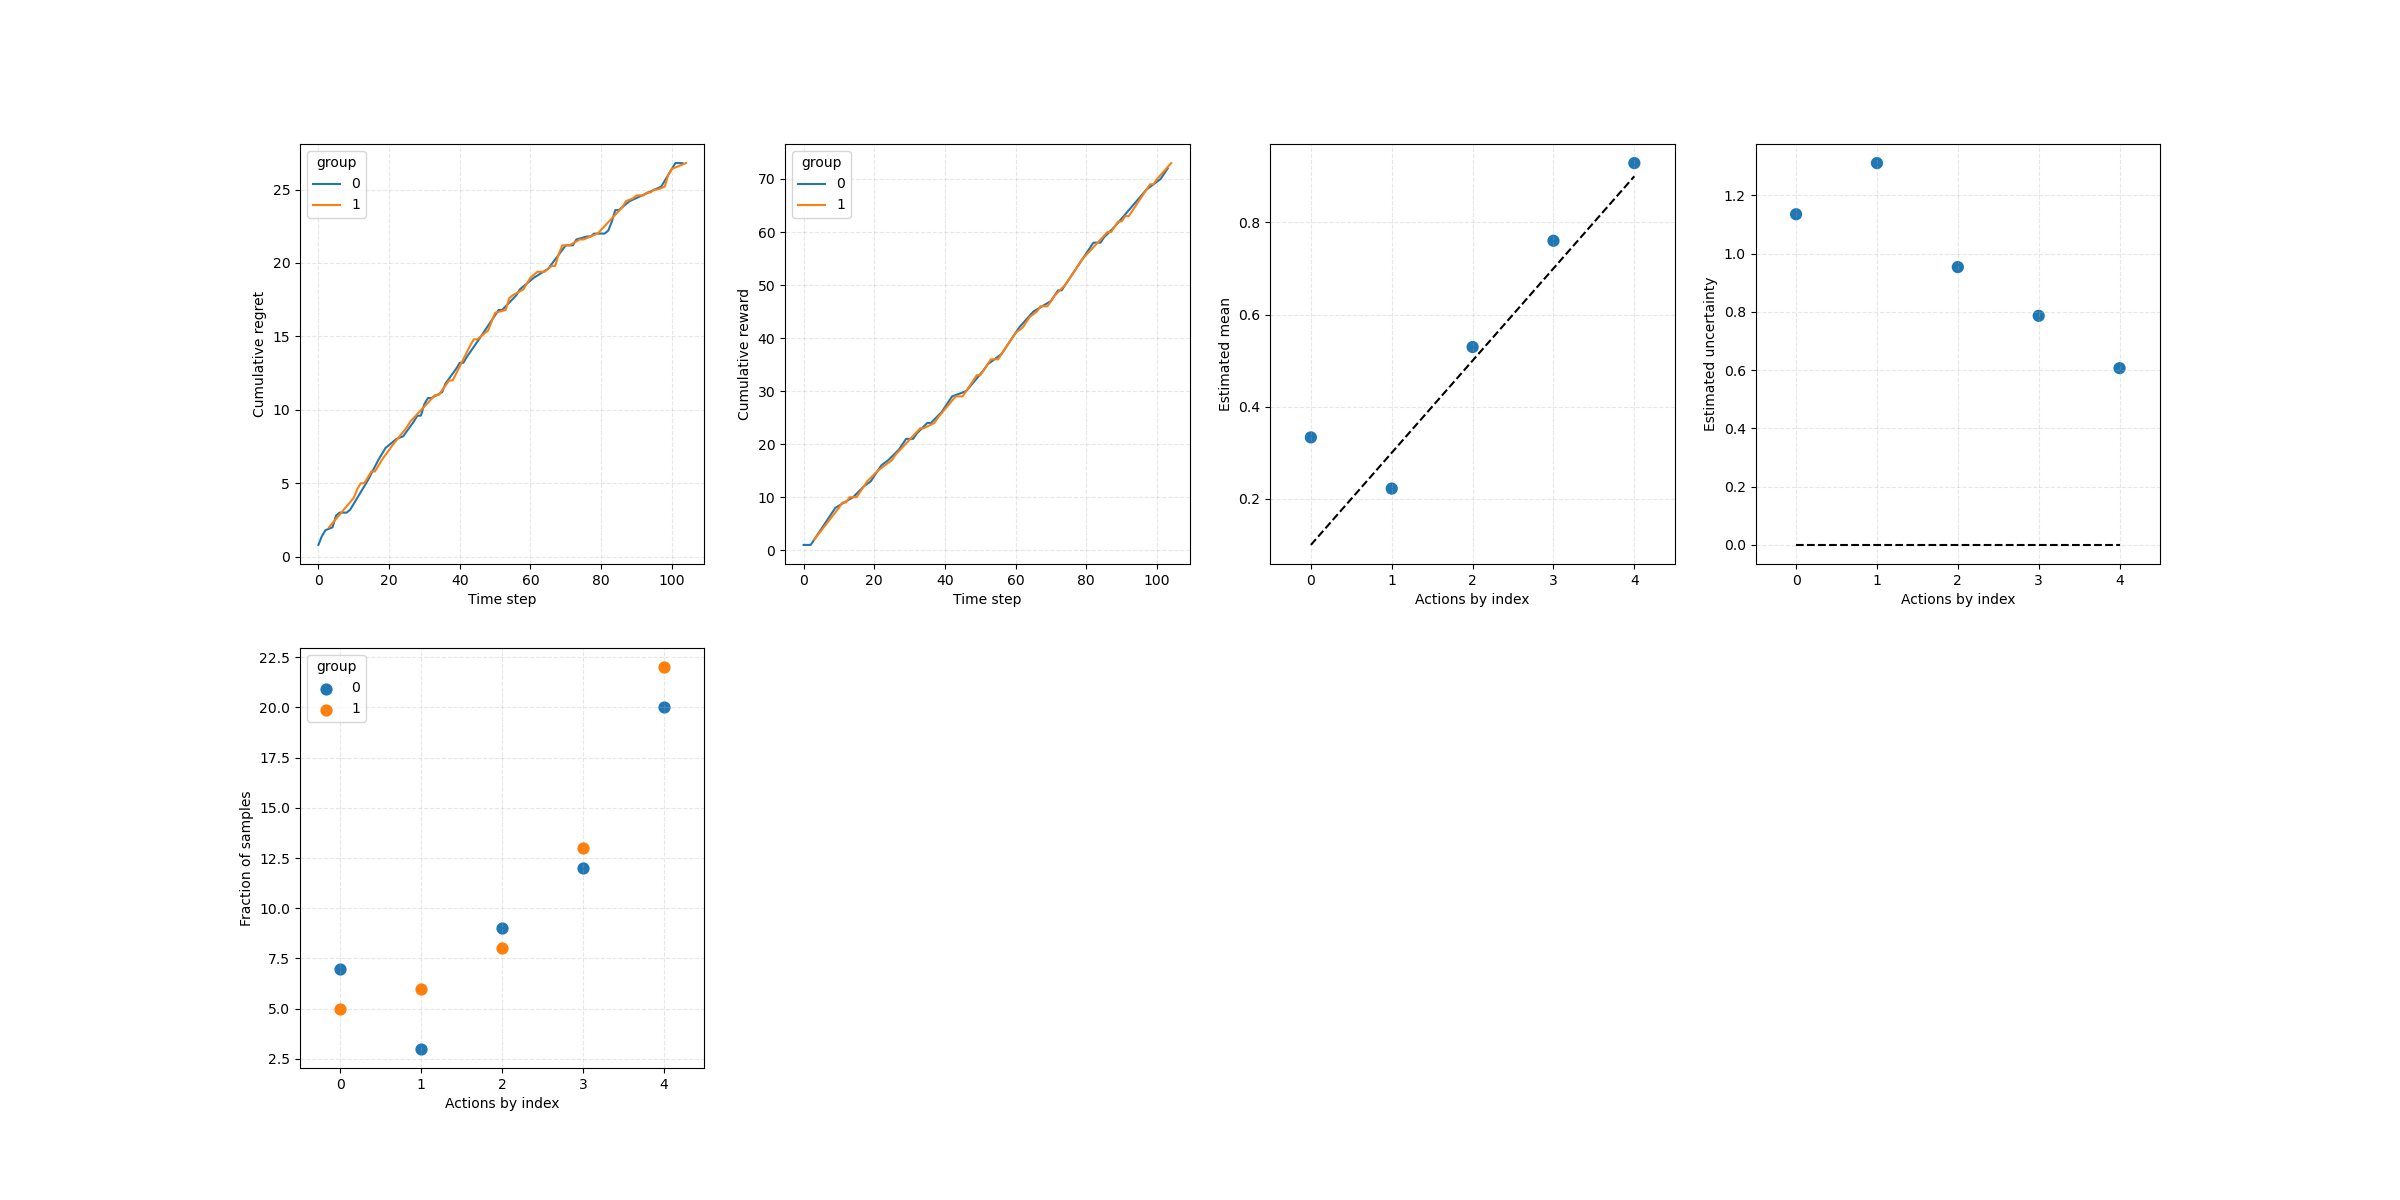 group
0
1
25
20
15
10
5
0
Cumulative regret
0 20 40 60 80 100
Time step
group
0
1
70
60
50
40
30
20
10
0
Cumulative reward
0 20 40 60 80 100
Time step
0.8
0.6
0.4
0.2
Estimated mean
0 1 2 3 4
Actions by index
1.2
1.0
0.8
0.6
0.4
0.2
0.0
Estimated uncertainty
0 1 2 3 4
Actions by index
group
0
1
22.5
20.0
17.5
15.0
12.5
10.0
7.5
5.0
2.5
Fraction of samples
0 1 2 3 4
Actions by index